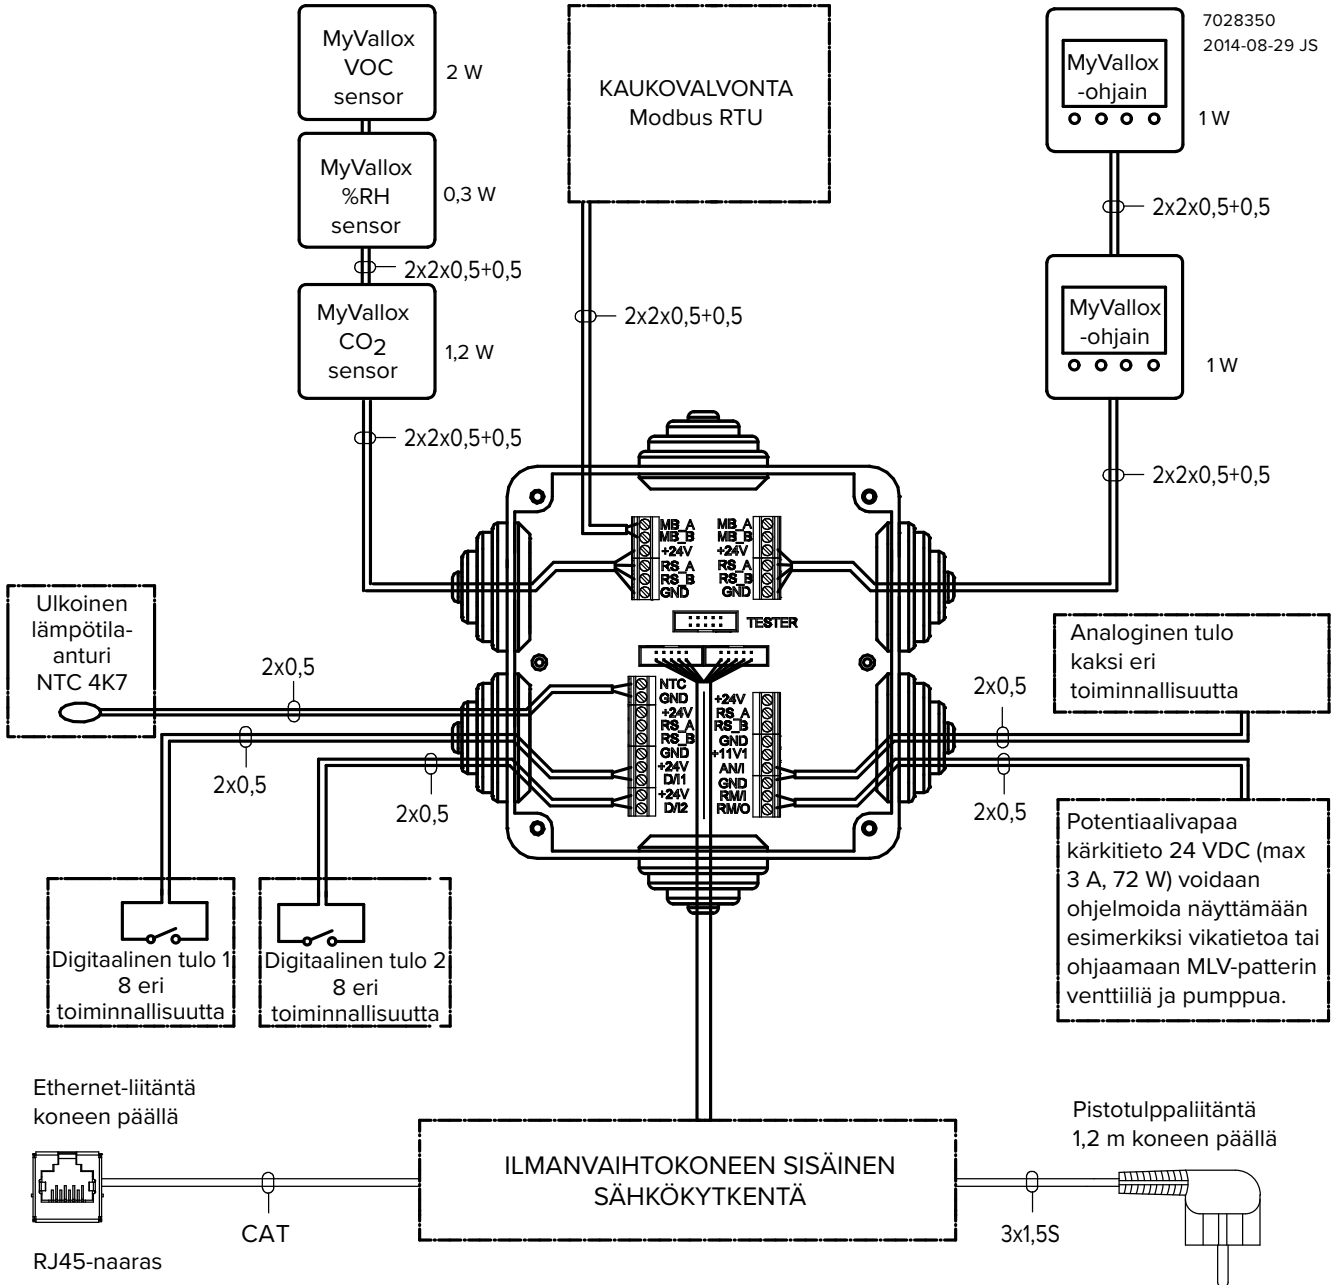 MyVallox
VOC
sensor
2 W
MyVallox
%RH
sensor
0,3 W
2x2x0,5+0,5
MyVallox
CO2
sensor
1,2 W
2x2x0,5+0,5
KAUKOVALVONTA
Modbus RTU
2x2x0,5+0,5
7028350
2014-08-29 JS
MyVallox
-ohjain
1 W
2x2x0,5+0,5
MyVallox
-ohjain
1 W
2x2x0,5+0,5
MB_A
MB_B
+24V
RS_A
RS_B
GND
MB_A
MB_B
+24V
RS_A
RS_B
GND
TESTER
NTC
GND
+24V
RS_A
RS_B
GND
+24V
D/I1
+24V
D/I2
+24V
RS_A
RS_B
GND
+11V1
AN/I
GND
RM/I
RM/O
Ulkoinen
lämpötila-
anturi
NTC 4K7
2x0,5
2x0,5
2x0,5
Analoginen tulo
kaksi eri
toiminnallisuutta
2x0,5
2x0,5
Potentiaalivapaa
kärkitieto 24 VDC (max
3 A, 72 W) voidaan
ohjelmoida näyttämään
esimerkiksi vikatietoa tai
ohjaamaan MLV-patterin
venttiiliä ja pumppua.
Digitaalinen tulo 1
8 eri
toiminnallisuutta
Digitaalinen tulo 2
8 eri
toiminnallisuutta
Ethernet-liitäntä
koneen päällä
RJ45-naaras
CAT
ILMANVAIHTOKONEEN SISÄINEN
SÄHKÖKYTKENTÄ
3x1,5S
Pistotulppaliitäntä
1,2 m koneen päällä